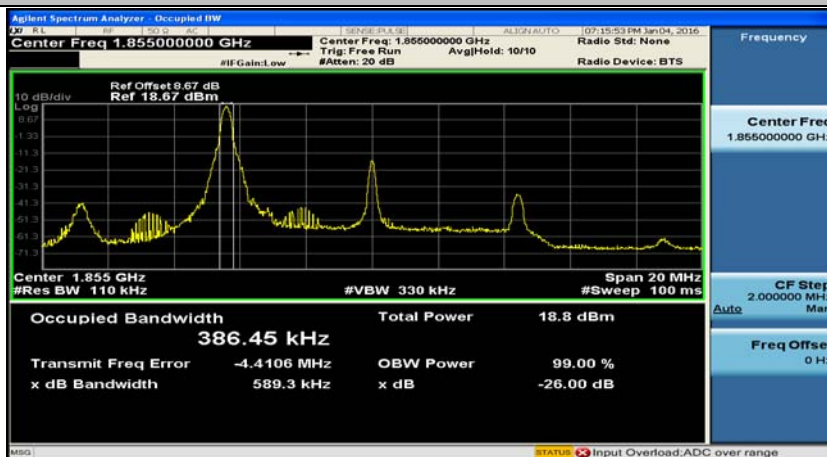 Agilent Spectrum Analyzer - Occupied BW
LXI RL RF 50 Ω AC SENSE:PULSE ALIGN AUTO 07:15:53 PM Jan 04, 2016
Center Freq 1.855000000 GHz
Center Freq: 1.855000000 GHz
Radio Std: None
Trig: Free Run
Avg|Hold: 10/10
#IFGain:Low
#Atten: 20 dB
Radio Device: BTS
Frequency
Ref Offset 8.67 dB
10 dB/div
Ref 18.67 dBm
Log
8.67
-1.33
-11.3
-21.3
-31.3
-41.3
-51.3
-61.3
-71.3
Center Freq
1.855000000 GHz
Center 1.855 GHz
Span 20 MHz
#Res BW 110 kHz
#VBW 330 kHz
#Sweep 100 ms
CF Step
2.000000 MHz
Auto Man
Occupied Bandwidth
Total Power
18.8 dBm
386.45 kHz
Freq Offset
0 Hz
Transmit Freq Error
-4.4106 MHz
OBW Power
99.00 %
x dB Bandwidth
589.3 kHz
x dB
-26.00 dB
MSG
STATUS
Input Overload;ADC over range